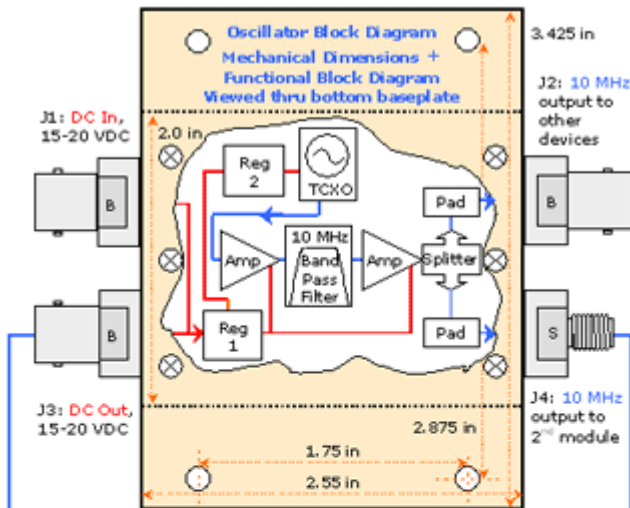 Oscillator Block Diagram
Mechanical Dimensions +
Functional Block Diagram
Viewed thru bottom baseplate
3.425 in
J1: DC In,
15-20 VDC
J2: 10 MHz
output to
other
devices
2.0 in
Reg
2
TCXO
B
B
Pad
Amp
10 MHz
Band
Pass
Filter
Amp
Splitter
B
Reg
1
Pad
S
J3: DC Out,
15-20 VDC
J4: 10 MHz
output to
2nd module
2.875 in
1.75 in
2.55 in